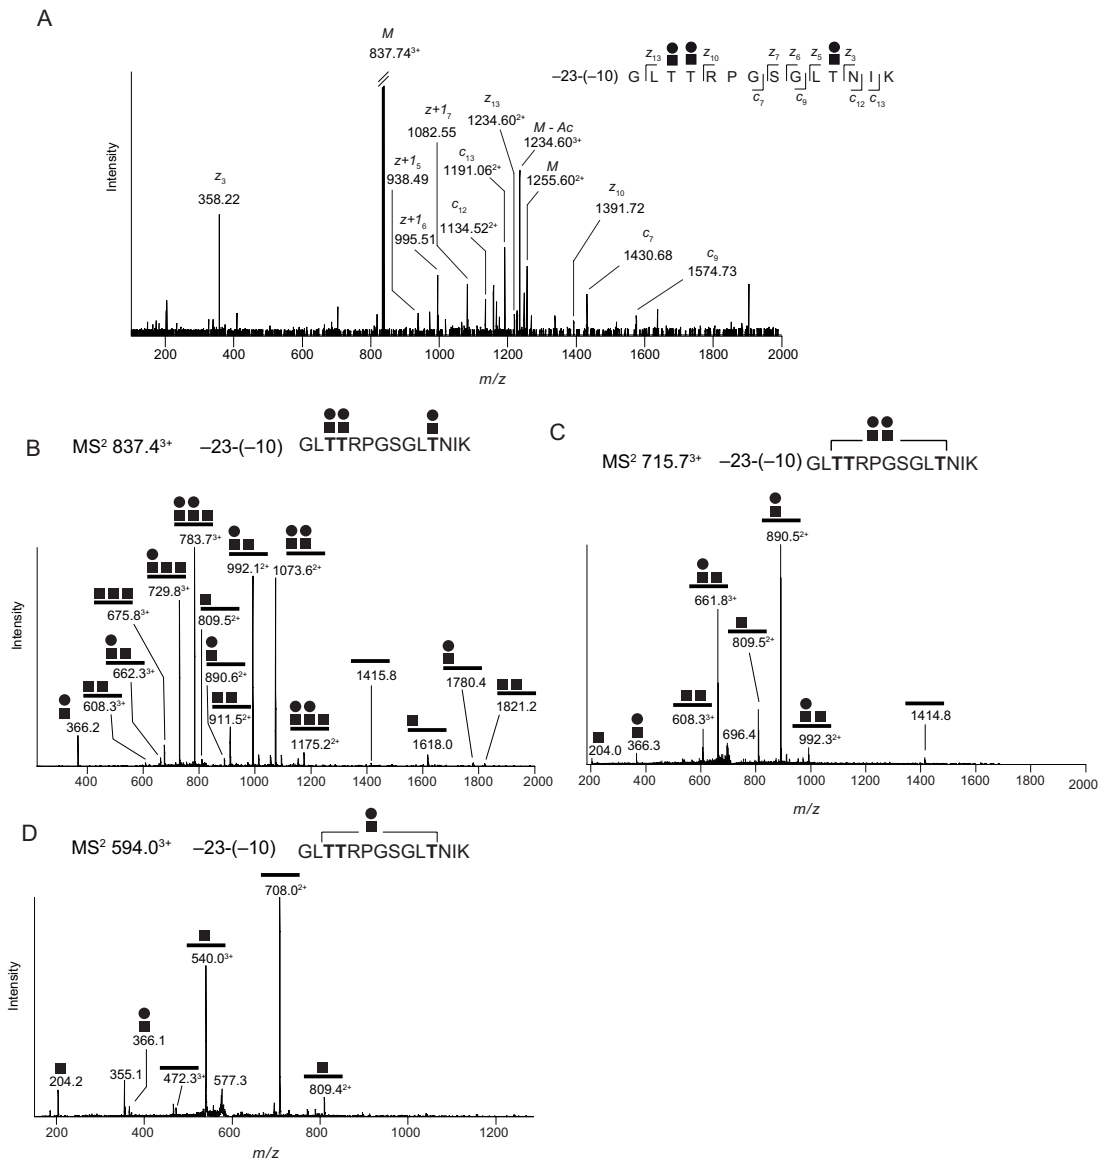 A
M
837.74³⁺
z₁₃ z₁₀ z₇ z₆ z₅ z₃
–23-(–10) G L T T R P G S G L T N I K
c₇ c₉ c₁₂ c₁₃
z₁₃
1234.60²⁺
z+1₇
1082.55
M - Ac
1234.60³⁺
c₁₃
1191.06²⁺
z+1₅
938.49
M
1255.60²⁺
z₃
358.22
z₁₀
1391.72
c₁₂
1134.52²⁺
z+1₆
995.51
c₇
1430.68
c₉
1574.73
Intensity
200 400 600 800 1000 1200 1400 1600 1800 2000
m/z
B
MS² 837.4³⁺ –23-(–10) GLTTRPGSGLTNIK
783.7³⁺
992.1²⁺
1073.6²⁺
729.8³⁺
675.8³⁺
809.5²⁺
662.3³⁺
890.6²⁺
1415.8
1780.4
366.2
608.3³⁺
911.5²⁺
1175.2²⁺
1618.0
1821.2
Intensity
400 600 800 1000 1200 1400 1600 1800 2000
C
MS² 715.7³⁺ –23-(–10) GLTTRPGSGLTNIK
890.5²⁺
661.8³⁺
809.5²⁺
608.3³⁺
1414.8
204.0
366.3
696.4
992.3²⁺
200 400 600 800 1000 1200 1400 1600 1800 2000
m/z
D
MS² 594.0³⁺ –23-(–10) GLTTRPGSGLTNIK
708.0²⁺
540.0³⁺
366.1
204.2
355.1
472.3³⁺
577.3
809.4²⁺
Intensity
200 400 600 800 1000 1200
m/z